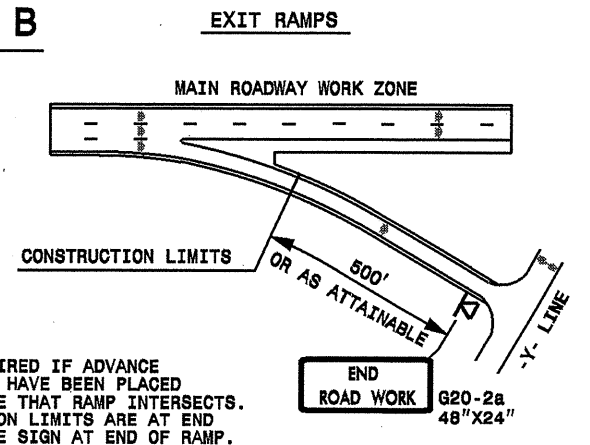 B
EXIT RAMPS
MAIN ROADWAY WORK ZONE
CONSTRUCTION LIMITS
500'
OR AS ATTAINABLE
-Y- LINE
END
ROAD WORK
G20-2a
48"X24"
IRED IF ADVANCE
HAVE BEEN PLACED
E THAT RAMP INTERSECTS.
ON LIMITS ARE AT END
E SIGN AT END OF RAMP.